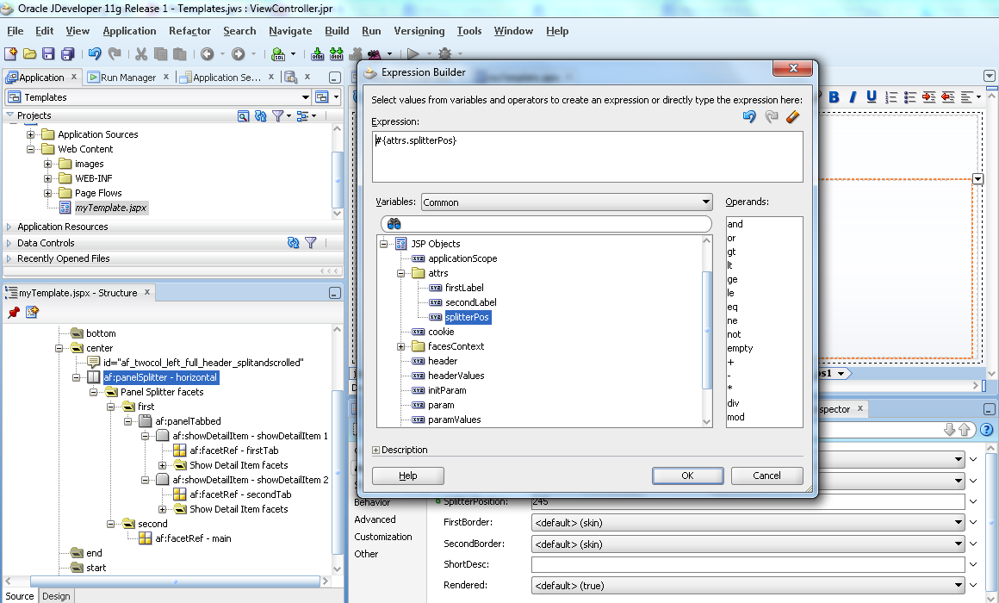 Oracle JDeveloper 11g Release 1 - Templates.jws : ViewController.jpr
File Edit View Application Refactor Search Navigate Build Run Versioning Tools Window Help
Application x Run Manager x Application Se... x
Templates
Projects
Application Sources
Web Content
images
WEB-INF
Page Flows
myTemplate.jspx
Application Resources
Data Controls
Recently Opened Files
myTemplate.jspx - Structure x
bottom
center
id="af_twocol_left_full_header_splitandscrolled"
af:panelSplitter - horizontal
Panel Splitter facets
first
af:panelTabbed
af:showDetailItem - showDetailItem 1
af:facetRef - firstTab
Show Detail Item facets
af:showDetailItem - showDetailItem 2
af:facetRef - secondTab
Show Detail Item facets
second
af:facetRef - main
end
start
Source Design
Expression Builder
Select values from variables and operators to create an expression or directly type the expression here:
Expression:
#{attrs.splitterPos}
Variables: Common
JSP Objects
applicationScope
attrs
firstLabel
secondLabel
splitterPos
cookie
facesContext
header
headerValues
initParam
param
paramValues
Operands:
and
or
gt
lt
ge
le
eq
ne
not
empty
+
-
*
div
mod
Description
Help OK Cancel
B I U
ps1
spector x
Behavior
Advanced
Customization
Other
SplitterPosition: 245
FirstBorder: <default> (skin)
SecondBorder: <default> (skin)
ShortDesc:
Rendered: <default> (true)